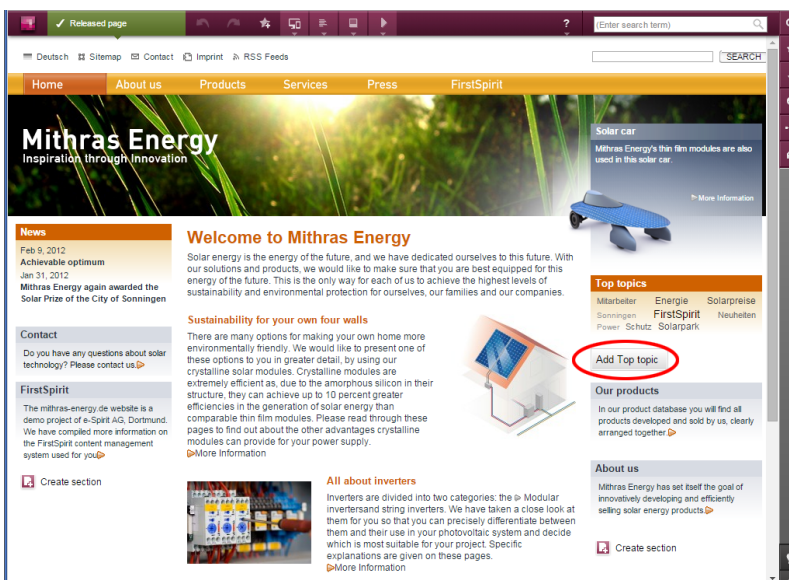 Released page
?
(Enter search term)
Deutsch Sitemap Contact Imprint RSS Feeds
SEARCH
Home About us Products Services Press FirstSpirit
Mithras Energy
Inspiration through Innovation
Solar car
Mithras Energy's thin film modules are also
used in this solar car.
More Information
News
Feb 9, 2012
Achievable optimum
Jan 31, 2012
Mithras Energy again awarded the
Solar Prize of the City of Sonningen
Contact
Do you have any questions about solar
technology? Please contact us.
FirstSpirit
The mithras-energy.de website is a
demo project of e-Spirit AG, Dortmund.
We have compiled more information on
the FirstSpirit content management
system used for you
Create section
Welcome to Mithras Energy
Solar energy is the energy of the future, and we have dedicated ourselves to this future. With
our solutions and products, we would like to make sure that you are best equipped for this
energy of the future. This is the only way for each of us to achieve the highest levels of
sustainability and environmental protection for ourselves, our families and our companies.
Sustainability for your own four walls
There are many options for making your own home more
environmentally friendly. We would like to present one of
these options to you in greater detail, by using our
crystalline solar modules. Crystalline modules are
extremely efficient as, due to the amorphous silicon in their
structure, they can achieve up to 10 percent greater
efficiencies in the generation of solar energy than
comparable thin film modules. Please read through these
pages to find out about the other advantages crystalline
modules can provide for your power supply.
More Information
All about inverters
Inverters are divided into two categories: the Modular
invertersand string inverters. We have taken a close look at
them for you so that you can precisely differentiate between
them and their use in your photovoltaic system and decide
which is most suitable for your project. Specific
explanations are given on these pages.
More Information
Top topics
Mitarbeiter Energie Solarpreise
Sonningen FirstSpirit Neuheiten
Power Schutz Solarpark
Add Top topic
Our products
In our product database you will find all
products developed and sold by us, clearly
arranged together.
About us
Mithras Energy has set itself the goal of
innovatively developing and efficiently
selling solar energy products.
Create section